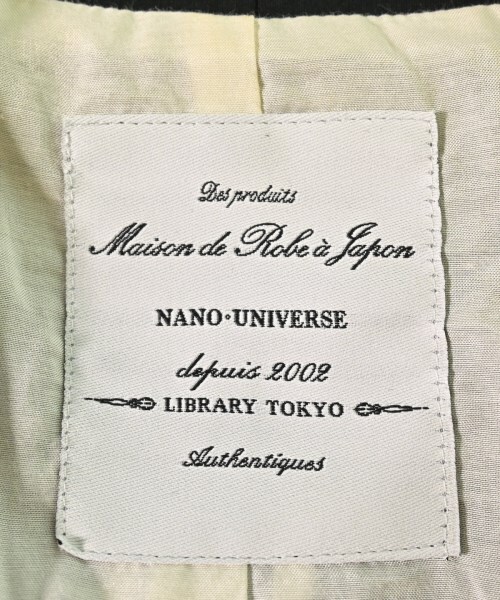 Des produits
Maison de Robe à Japon
NANO·UNIVERSE
depuis 2002
LIBRARY TOKYO
Authentiques